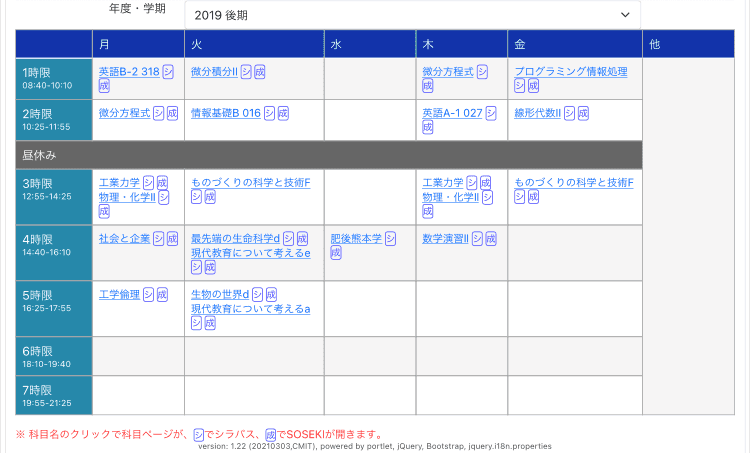 年度・学期 2019 後期
月 火 水 木 金 他
1時限 英語B-2 318 シ 微分積分II シ 成 微分方程式 シ プログラミング情報処理
08:40-10:10 成 成 シ 成
2時限 微分方程式 シ 成 情報基礎B 016 シ 成 英語A-1 027 シ 線形代数II シ 成
10:25-11:55 成
昼休み
3時限 工業力学 シ 成 ものづくりの科学と技術F 工業力学 シ 成 ものづくりの科学と技術F
12:55-14:25 物理・化学II シ シ 成 物理・化学II シ シ 成
成 成
4時限 社会と企業 シ 成 最先端の生命科学d シ 成 肥後熊本学 シ 数学演習II シ 成
14:40-16:10 現代教育について考えるe 成
シ 成
5時限 工学倫理 シ 成 生物の世界d シ 成
16:25-17:55 現代教育について考えるa
シ 成
6時限
18:10-19:40
7時限
19:55-21:25
※ 科目名のクリックで科目ページが、シでシラバス、成でSOSEKIが開きます。
version: 1.22 (20210303,CMIT), powered by portlet, jQuery, Bootstrap, jquery.i18n.properties